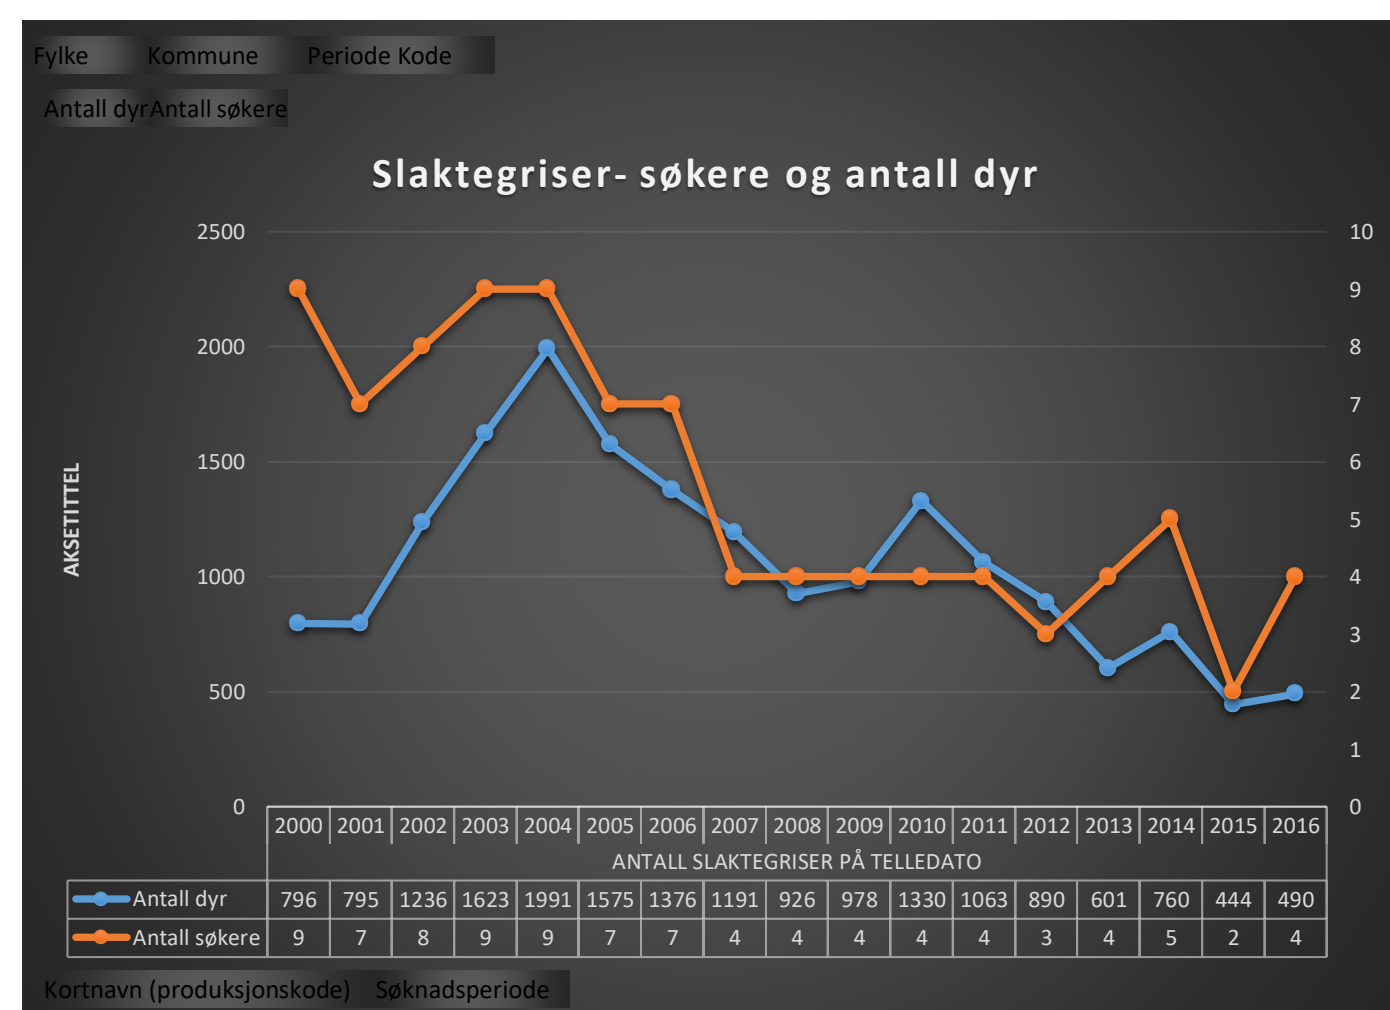 Fylke Kommune Periode Kode
Antall dyr Antall søkere
Slaktegriser- søkere og antall dyr
2500 10
9
2000 8
7
1500 6
AKSETITTEL
5
1000 4
3
500 2
1
0 0
2000 2001 2002 2003 2004 2005 2006 2007 2008 2009 2010 2011 2012 2013 2014 2015 2016
ANTALL SLAKTEGRISER PÅ TELLEDATO
Antall dyr 796 795 1236 1623 1991 1575 1376 1191 926 978 1330 1063 890 601 760 444 490
Antall søkere 9 7 8 9 9 7 7 4 4 4 4 4 3 4 5 2 4
Kortnavn (produksjonskode) Søknadsperiode